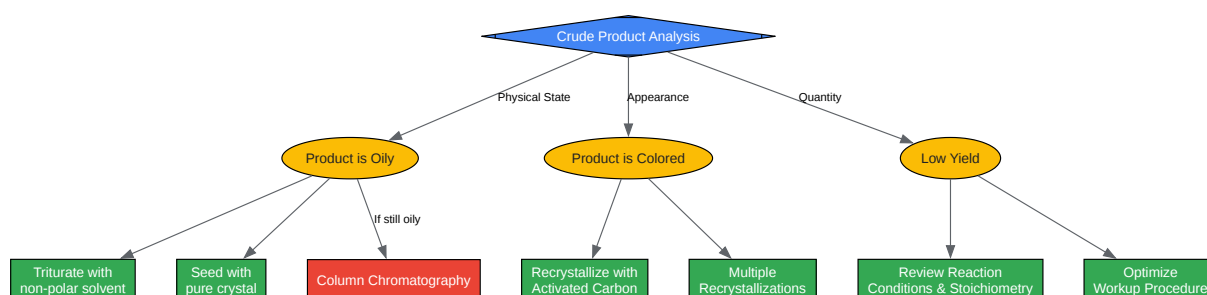 Crude Product Analysis
Physical State
Appearance
Quantity
Product is Oily
Product is Colored
Low Yield
If still oily
Triturate with
non-polar solvent
Seed with
pure crystal
Column Chromatography
Recrystallize with
Activated Carbon
Multiple
Recrystallizations
Review Reaction
Conditions & Stoichiometry
Optimize
Workup Procedure